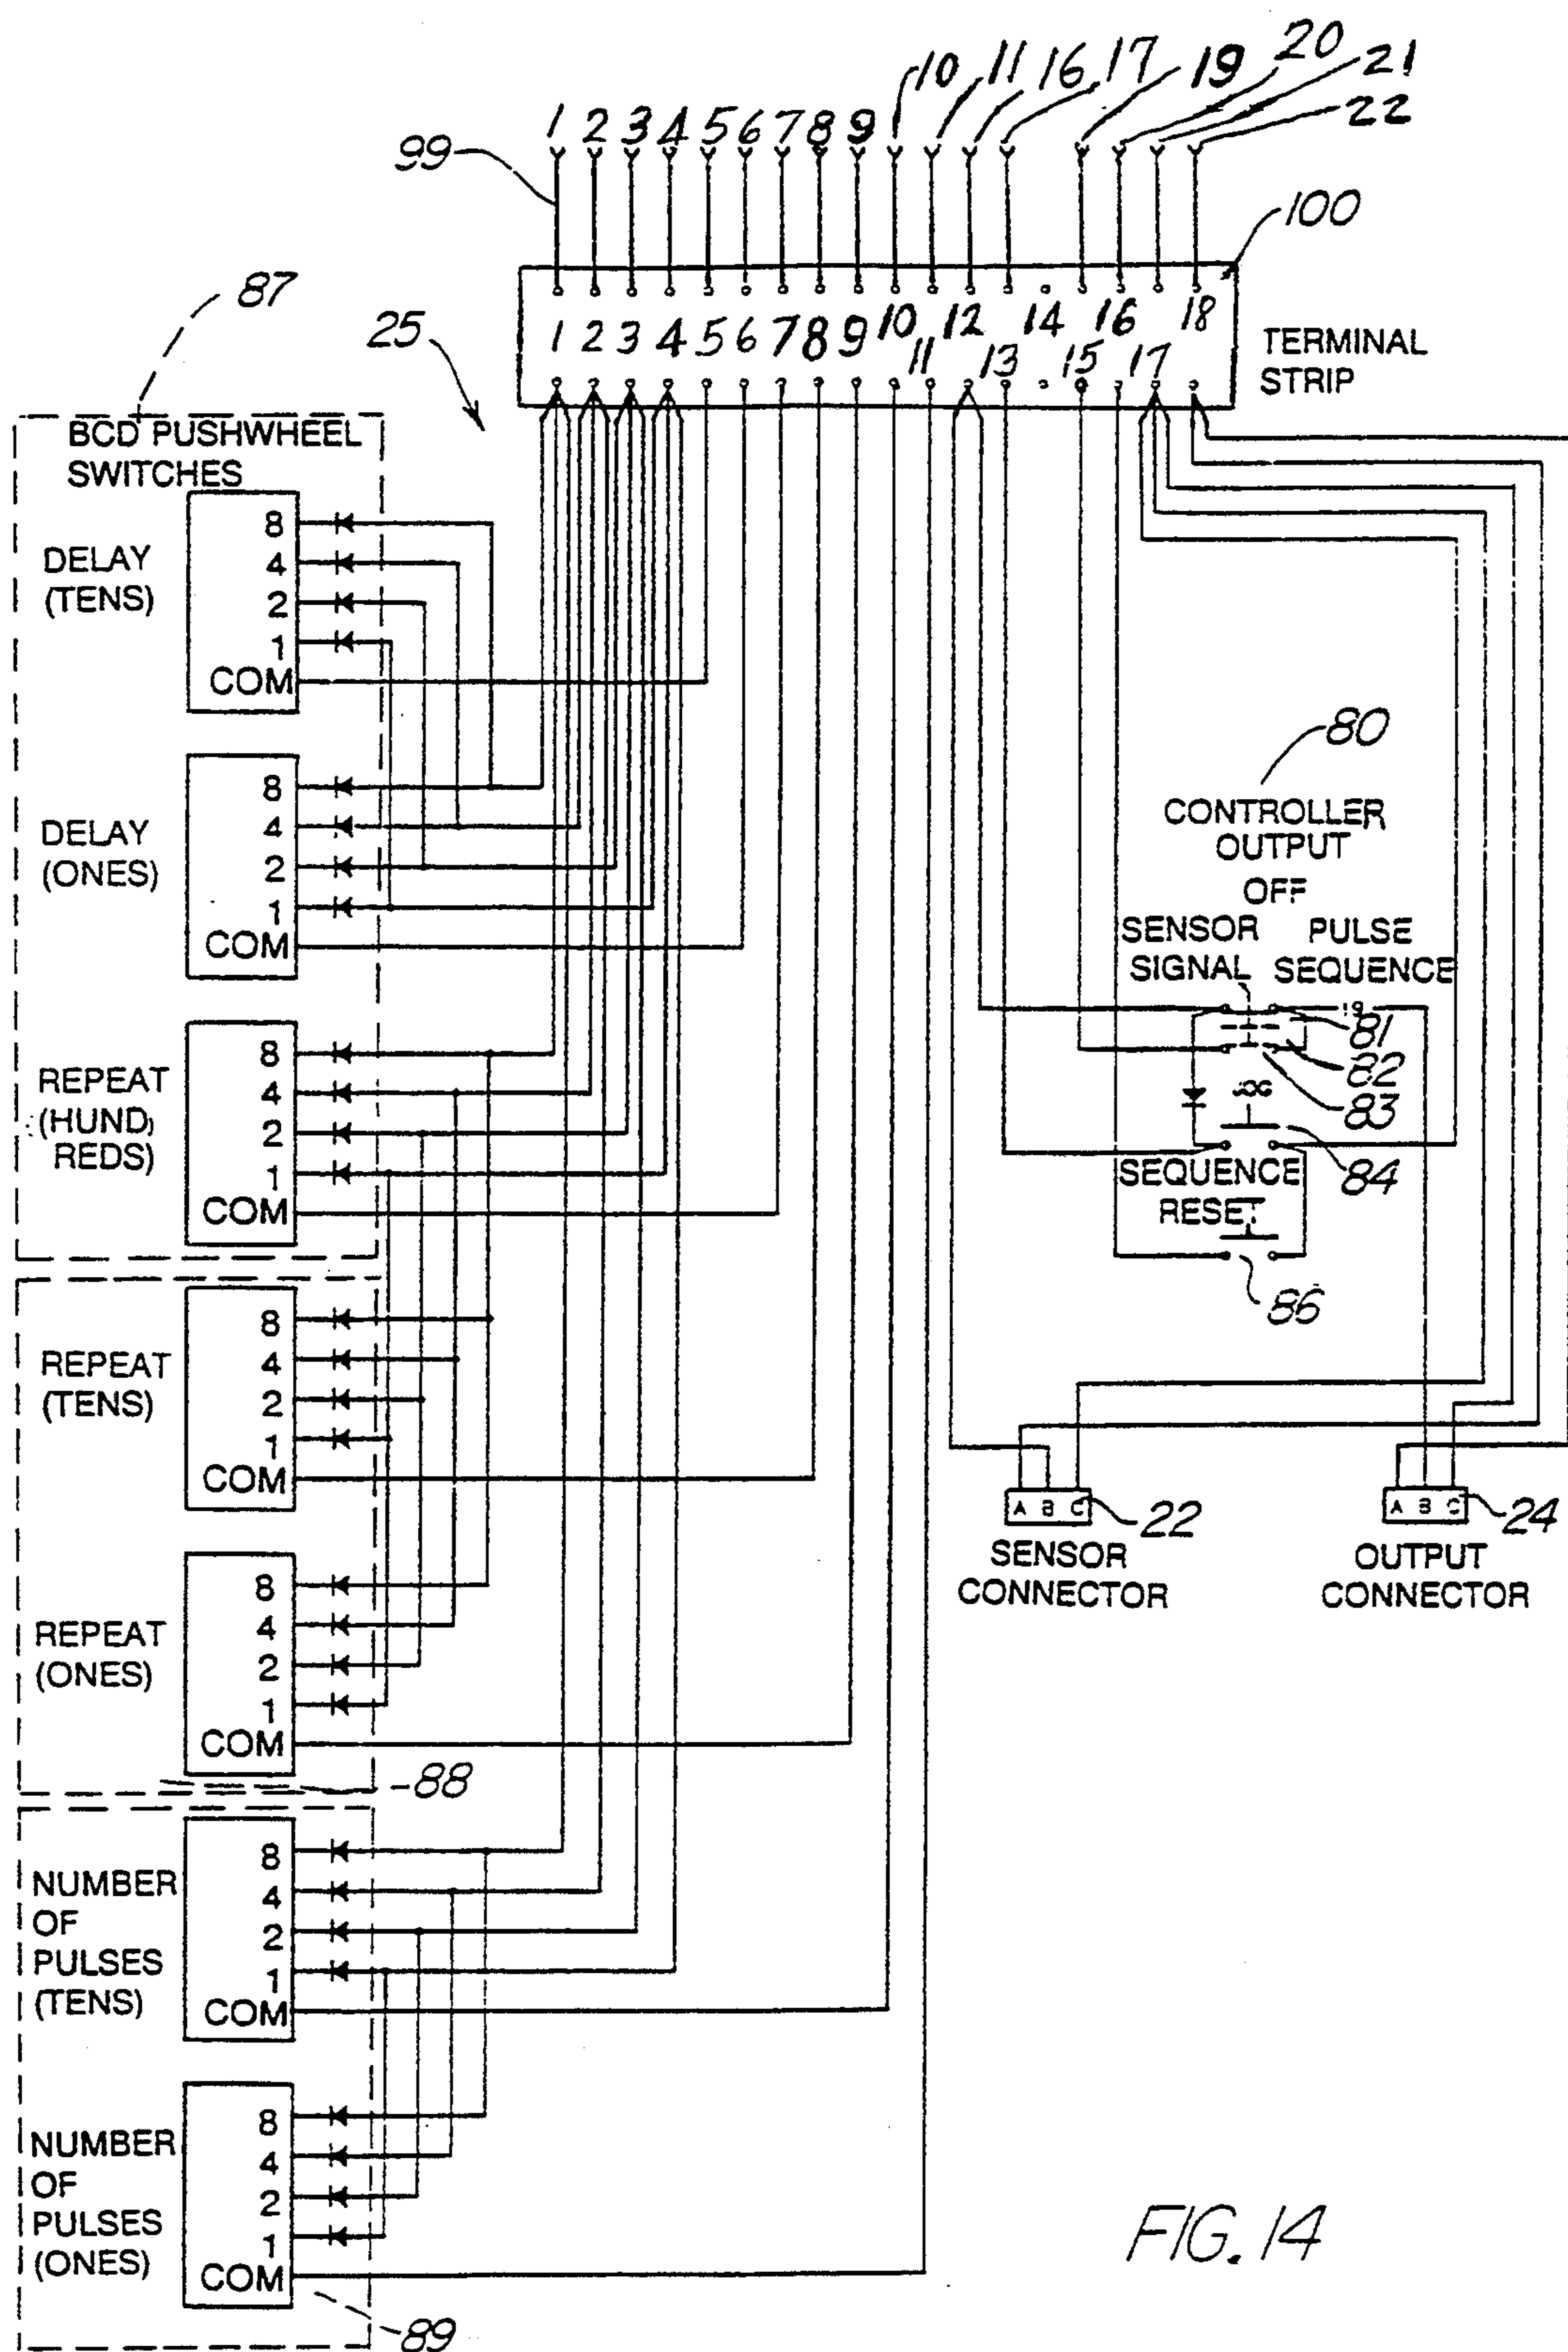 1 2 3 4 5 6 7 8 9 10 11 16 17 19 20 21 22
99
100
87
25
1 2 3 4 5 6 7 8 9 10 11 12 13 14 15 16 17 18
TERMINAL
STRIP
BCD PUSHWHEEL
SWITCHES
DELAY
(TENS)
8
4
2
1
COM
DELAY
(ONES)
8
4
2
1
COM
REPEAT
(HUND,
REDS)
8
4
2
1
COM
REPEAT
(TENS)
8
4
2
1
COM
REPEAT
(ONES)
8
4
2
1
COM
88
NUMBER
OF
PULSES
(TENS)
8
4
2
1
COM
NUMBER
OF
PULSES
(ONES)
8
4
2
1
COM
89
80
CONTROLLER
OUTPUT
OFF
SENSOR
SIGNAL
PULSE
SEQUENCE
81
82
83
JOG
84
SEQUENCE
RESET
86
A B C
22
SENSOR
CONNECTOR
A B C
24
OUTPUT
CONNECTOR
FIG. 14